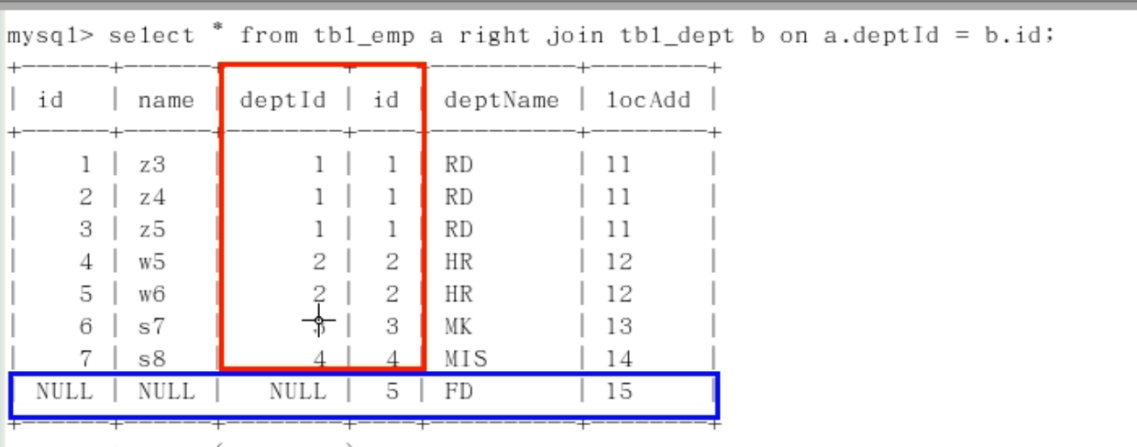 mysql> select * from tbl_emp a right join tbl_dept b on a.deptId = b.id;
+------+------+--------+----+----------+--------+
| id | name | deptId | id | deptName | locAdd |
+------+------+--------+----+----------+--------+
| 1 | z3 | 1 | 1 | RD | 11 |
| 2 | z4 | 1 | 1 | RD | 11 |
| 3 | z5 | 1 | 1 | RD | 11 |
| 4 | w5 | 2 | 2 | HR | 12 |
| 5 | w6 | 2 | 2 | HR | 12 |
| 6 | s7 | 3 | 3 | MK | 13 |
| 7 | s8 | 4 | 4 | MIS | 14 |
| NULL | NULL | NULL | 5 | FD | 15 |
+------+------+--------+----+----------+--------+